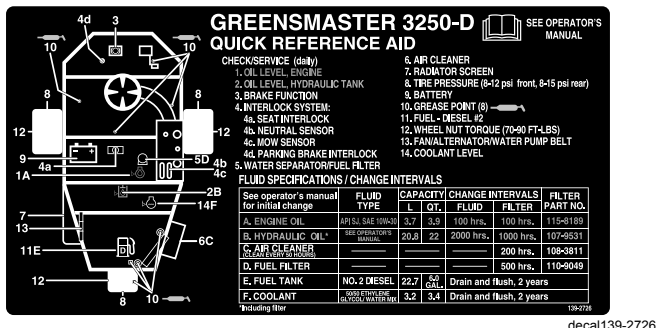 GREENSMASTER 3250-D
QUICK REFERENCE AID
SEE OPERATOR'S
MANUAL
CHECK/SERVICE (daily)
1. OIL LEVEL, ENGINE
2. OIL LEVEL, HYDRAULIC TANK
3. BRAKE FUNCTION
4. INTERLOCK SYSTEM:
4a. SEAT INTERLOCK
4b. NEUTRAL SENSOR
4c. MOW SENSOR
4d. PARKING BRAKE INTERLOCK
5. WATER SEPARATOR/FUEL FILTER
6. AIR CLEANER
7. RADIATOR SCREEN
8. TIRE PRESSURE (8-12 psi front, 8-15 psi rear)
9. BATTERY
10. GREASE POINT (8)
11. FUEL - DIESEL #2
12. WHEEL NUT TORQUE (70-90 FT-LBS)
13. FAN/ALTERNATOR/WATER PUMP BELT
14. COOLANT LEVEL
FLUID SPECIFICATIONS / CHANGE INTERVALS
See operator's manual for initial change FLUID TYPE CAPACITY L QT. CHANGE INTERVALS FLUID FILTER FILTER PART NO.
A. ENGINE OIL API SJ, SAE 10W-30 3.7 3.9 100 hrs. 100 hrs. 115-8189
B. HYDRAULIC OIL* SEE OPERATOR'S MANUAL 20.8 22 2000 hrs. 1000 hrs. 107-9531
C. AIR CLEANER (CLEAN EVERY 50 HOURS) 200 hrs. 108-3811
D. FUEL FILTER 500 hrs. 110-9049
E. FUEL TANK NO. 2 DIESEL 22.7 6.0 GAL. Drain and flush, 2 years
F. COOLANT 50/50 ETHYLENE GLYCOL/ WATER MIX 3.2 3.4 Drain and flush, 2 years
*Including filter
139-2726
4d
3
10
10
8
8
12
12
9
4a
1A
5D
4b
4c
2B
14F
7
13
11E
6C
12
8
10
decal139-2726